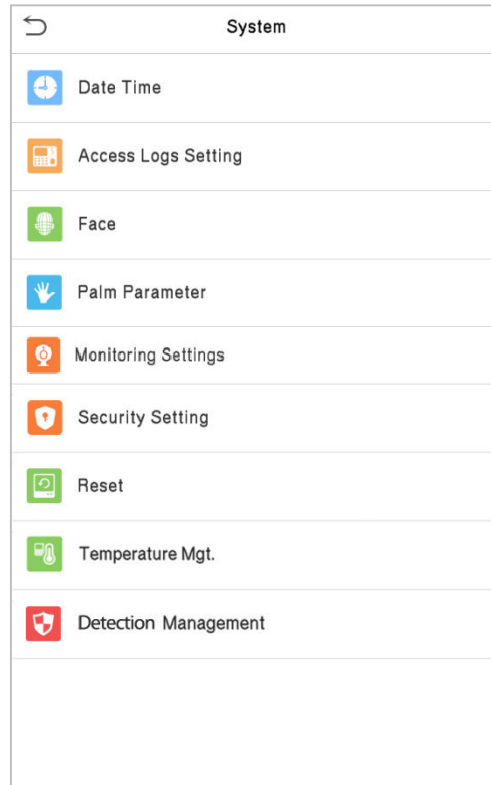 System
Date Time
Access Logs Setting
Face
Palm Parameter
Monitoring Settings
Security Setting
Reset
Temperature Mgt.
Detection Management